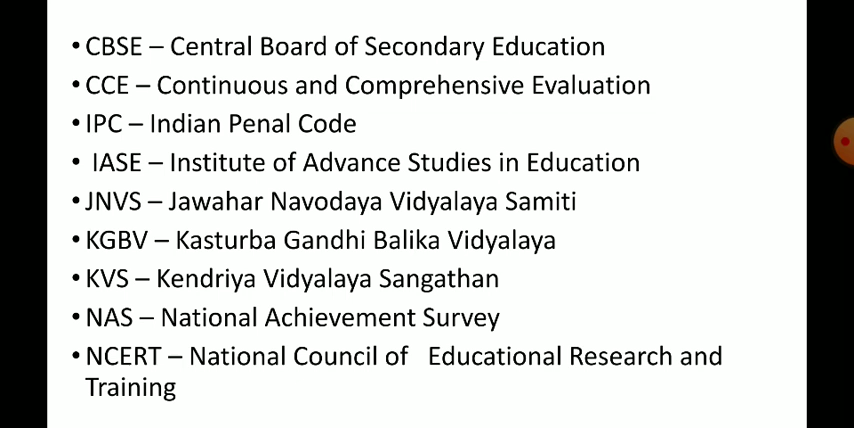 • CBSE – Central Board of Secondary Education
• CCE – Continuous and Comprehensive Evaluation
• IPC – Indian Penal Code
• IASE – Institute of Advance Studies in Education
• JNVS – Jawahar Navodaya Vidyalaya Samiti
• KGBV – Kasturba Gandhi Balika Vidyalaya
• KVS – Kendriya Vidyalaya Sangathan
• NAS – National Achievement Survey
• NCERT – National Council of Educational Research and
Training